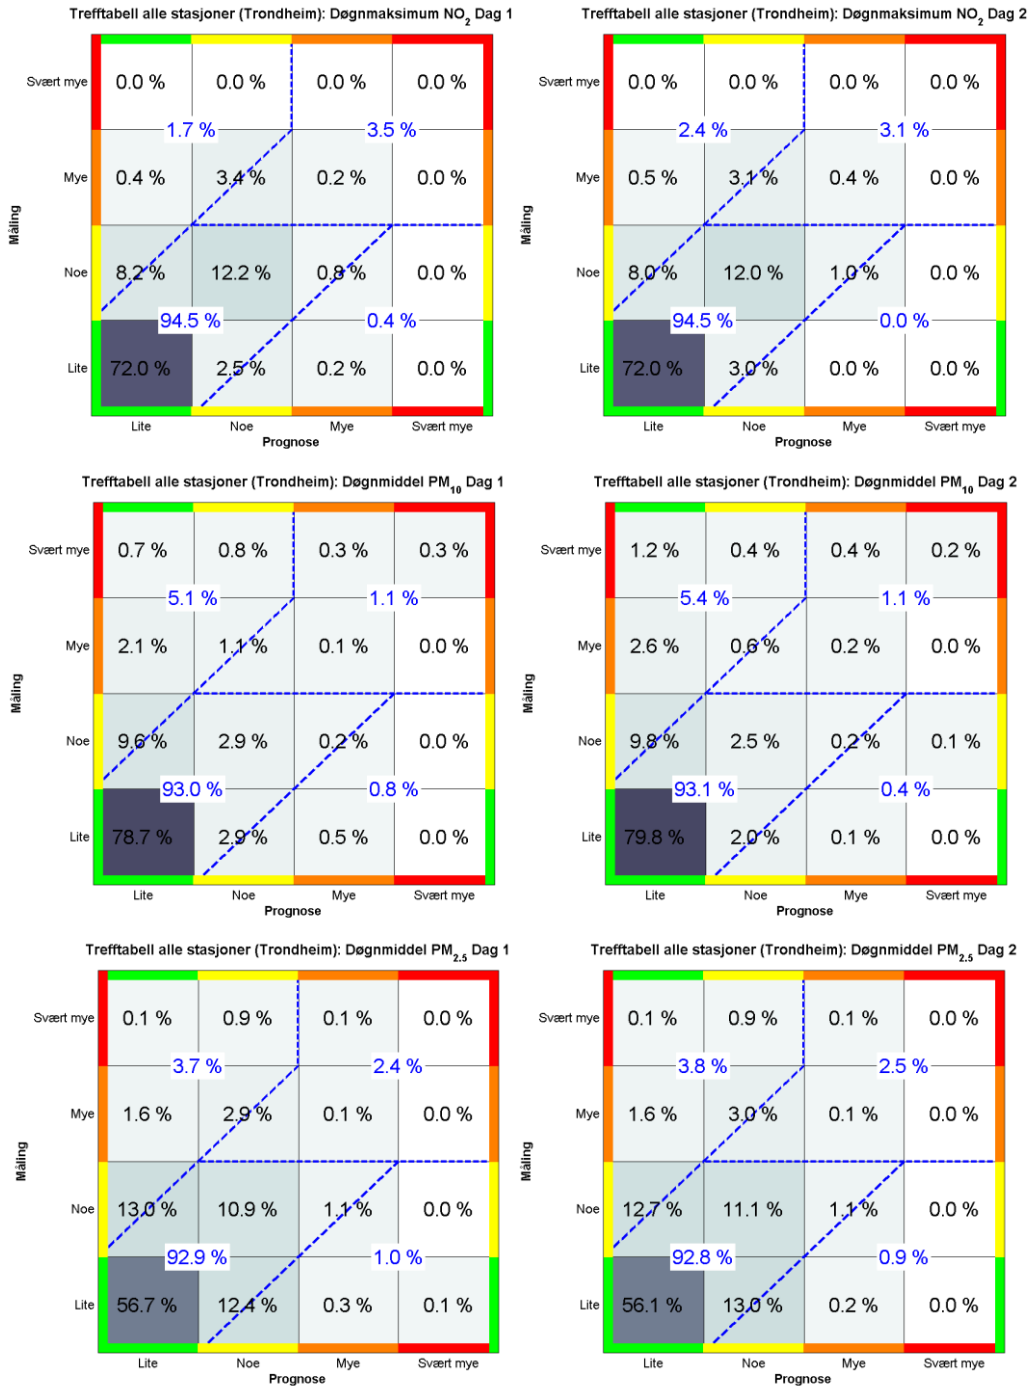 Trefftabell alle stasjoner (Trondheim): Døgnmaksimum NO2 Dag 1
Svært mye 0.0 % 0.0 % 0.0 % 0.0 %
1.7 % 3.5 %
Mye 0.4 % 3.4 % 0.2 % 0.0 %
Måling
Noe 8.2 % 12.2 % 0.8 % 0.0 %
94.5 % 0.4 %
Lite 72.0 % 2.5 % 0.2 % 0.0 %
Lite Noe Mye Svært mye
Prognose
Trefftabell alle stasjoner (Trondheim): Døgnmaksimum NO2 Dag 2
Svært mye 0.0 % 0.0 % 0.0 % 0.0 %
2.4 % 3.1 %
Mye 0.5 % 3.1 % 0.4 % 0.0 %
Måling
Noe 8.0 % 12.0 % 1.0 % 0.0 %
94.5 % 0.0 %
Lite 72.0 % 3.0 % 0.0 % 0.0 %
Lite Noe Mye Svært mye
Prognose
Trefftabell alle stasjoner (Trondheim): Døgnmiddel PM10 Dag 1
Svært mye 0.7 % 0.8 % 0.3 % 0.3 %
5.1 % 1.1 %
Mye 2.1 % 1.1 % 0.1 % 0.0 %
Måling
Noe 9.6 % 2.9 % 0.2 % 0.0 %
93.0 % 0.8 %
Lite 78.7 % 2.9 % 0.5 % 0.0 %
Lite Noe Mye Svært mye
Prognose
Trefftabell alle stasjoner (Trondheim): Døgnmiddel PM10 Dag 2
Svært mye 1.2 % 0.4 % 0.4 % 0.2 %
5.4 % 1.1 %
Mye 2.6 % 0.6 % 0.2 % 0.0 %
Måling
Noe 9.8 % 2.5 % 0.2 % 0.1 %
93.1 % 0.4 %
Lite 79.8 % 2.0 % 0.1 % 0.0 %
Lite Noe Mye Svært mye
Prognose
Trefftabell alle stasjoner (Trondheim): Døgnmiddel PM2.5 Dag 1
Svært mye 0.1 % 0.9 % 0.1 % 0.0 %
3.7 % 2.4 %
Mye 1.6 % 2.9 % 0.1 % 0.0 %
Måling
Noe 13.0 % 10.9 % 1.1 % 0.0 %
92.9 % 1.0 %
Lite 56.7 % 12.4 % 0.3 % 0.1 %
Lite Noe Mye Svært mye
Prognose
Trefftabell alle stasjoner (Trondheim): Døgnmiddel PM2.5 Dag 2
Svært mye 0.1 % 0.9 % 0.1 % 0.0 %
3.8 % 2.5 %
Mye 1.6 % 3.0 % 0.1 % 0.0 %
Måling
Noe 12.7 % 11.1 % 1.1 % 0.0 %
92.8 % 0.9 %
Lite 56.1 % 13.0 % 0.2 % 0.0 %
Lite Noe Mye Svært mye
Prognose